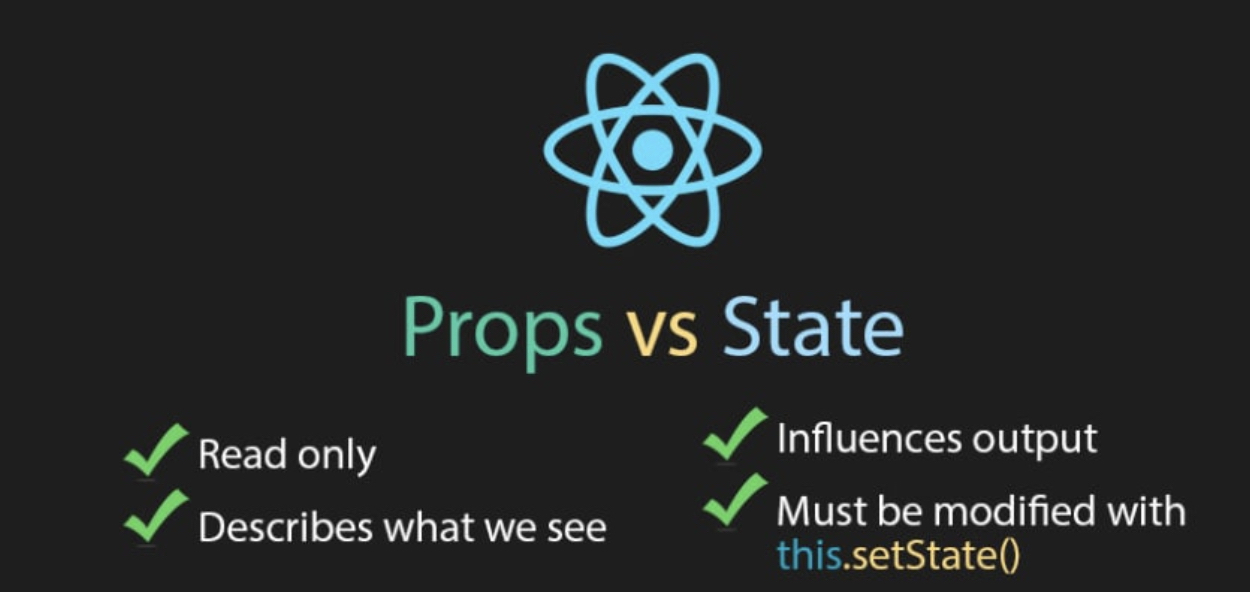 Props vs State
Read only
Describes what we see
Influences output
Must be modified with
this.setState()